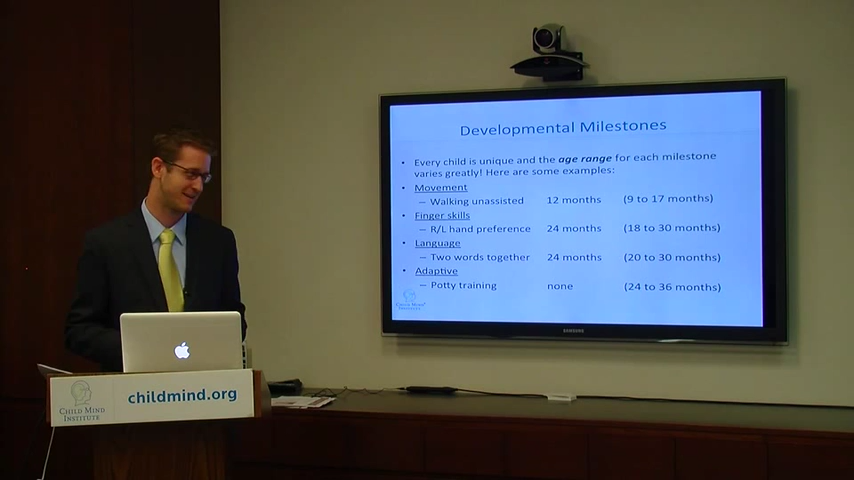 Developmental Milestones
• Every child is unique and the age range for each milestone
varies greatly! Here are some examples:
• Movement
– Walking unassisted 12 months (9 to 17 months)
• Finger skills
– R/L hand preference 24 months (18 to 30 months)
• Language
– Two words together 24 months (20 to 30 months)
• Adaptive
– Potty training none (24 to 36 months)
CHILD MIND
INSTITUTE
SAMSUNG
CHILD MIND
INSTITUTE
childmind.org